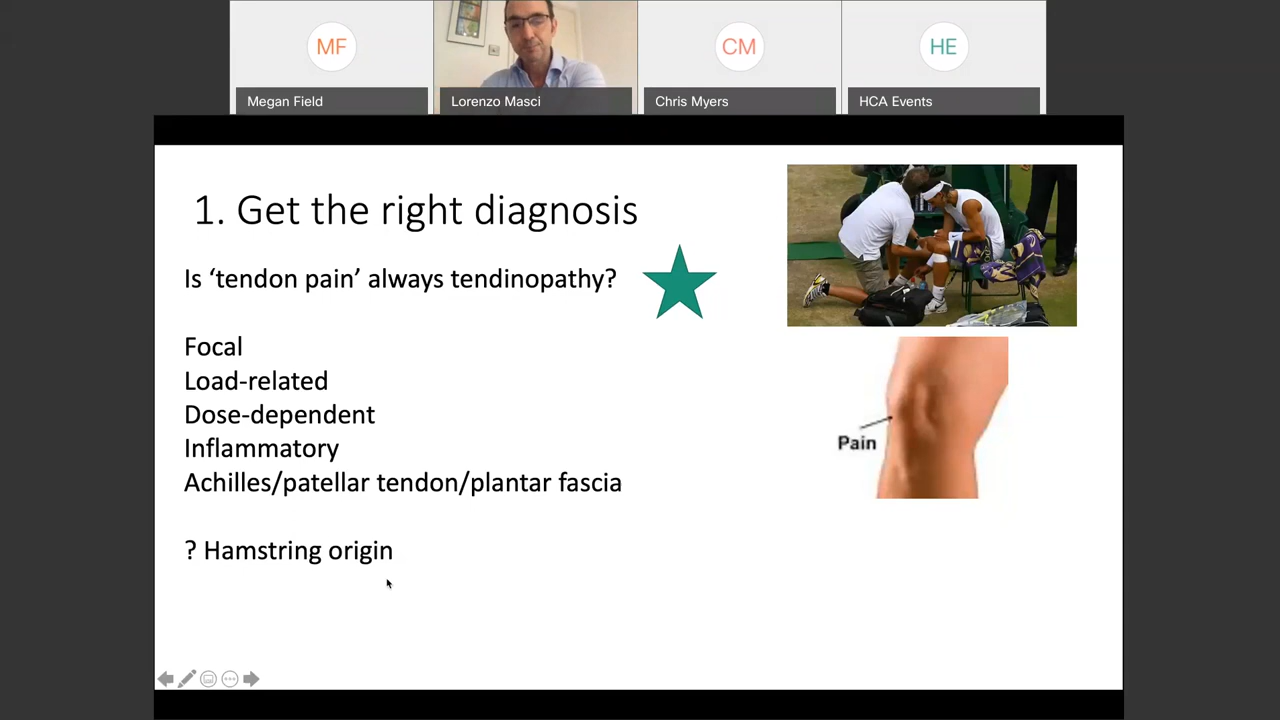 MF
CM
HE
Megan Field
Lorenzo Masci
Chris Myers
HCA Events
1. Get the right diagnosis
Is ‘tendon pain’ always tendinopathy?
Focal
Load-related
Dose-dependent
Inflammatory
Achilles/patellar tendon/plantar fascia
? Hamstring origin
Pain